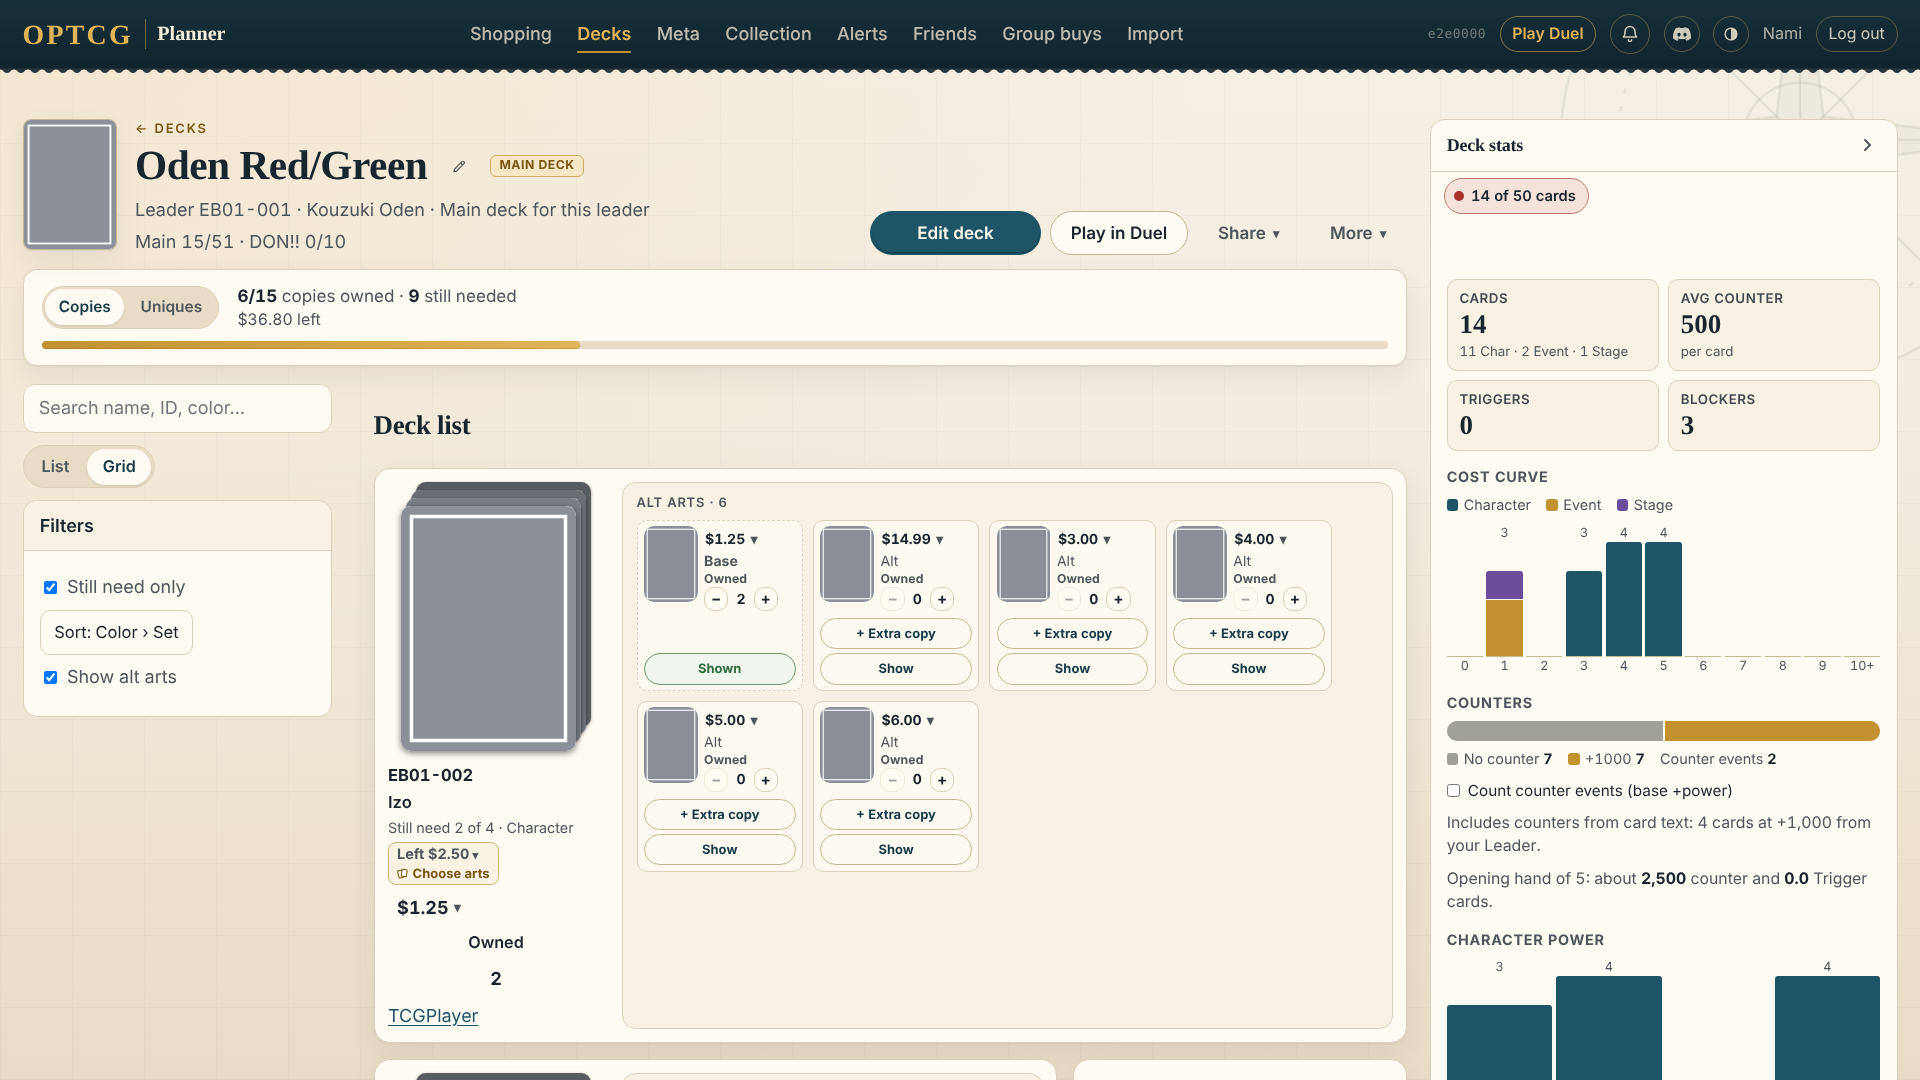 OPTCG Planner
Shopping Decks Meta Collection Alerts Friends Group buys Import
e2e0000 Play Duel Nami Log out
← DECKS
Oden Red/Green MAIN DECK
Leader EB01-001 · Kouzuki Oden · Main deck for this leader
Main 15/51 · DON!! 0/10
Edit deck Play in Duel Share ▾ More ▾
Copies Uniques
6/15 copies owned · 9 still needed
$36.80 left
Search name, ID, color...
List Grid
Filters
Still need only
Sort: Color › Set
Show alt arts
Deck list
EB01-002
Izo
Still need 2 of 4 · Character
Left $2.50 ▾
Choose arts
$1.25 ▾
Owned
2
TCGPlayer
ALT ARTS · 6
$1.25 ▾
Base
Owned
− 2 +
Shown
$14.99 ▾
Alt
Owned
− 0 +
+ Extra copy
Show
$3.00 ▾
Alt
Owned
− 0 +
+ Extra copy
Show
$4.00 ▾
Alt
Owned
− 0 +
+ Extra copy
Show
$5.00 ▾
Alt
Owned
− 0 +
+ Extra copy
Show
$6.00 ▾
Alt
Owned
− 0 +
+ Extra copy
Show
Deck stats
14 of 50 cards
CARDS
14
11 Char · 2 Event · 1 Stage
AVG COUNTER
500
per card
TRIGGERS
0
BLOCKERS
3
COST CURVE
Character Event Stage
3 3 4 4
0 1 2 3 4 5 6 7 8 9 10+
COUNTERS
No counter 7 +1000 7 Counter events 2
Count counter events (base +power)
Includes counters from card text: 4 cards at +1,000 from
your Leader.
Opening hand of 5: about 2,500 counter and 0.0 Trigger
cards.
CHARACTER POWER
3 4 4